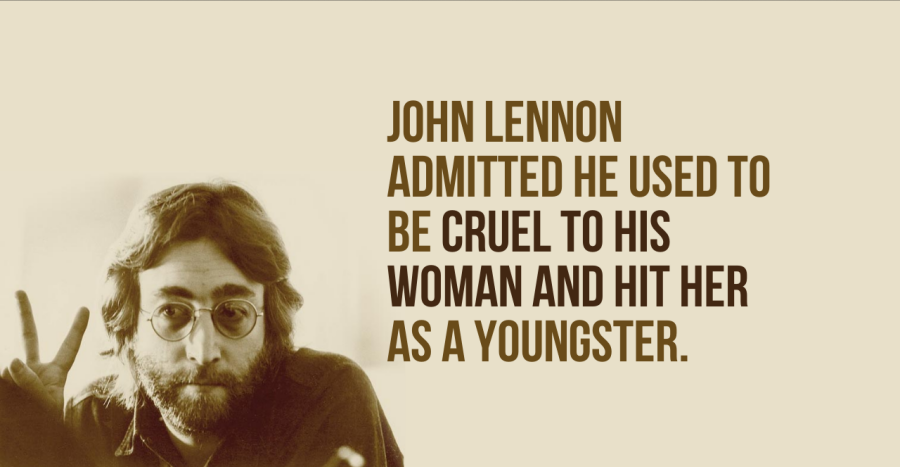 JOHN LENNON
ADMITTED HE USED TO
BE CRUEL TO HIS
WOMAN AND HIT HER
AS A YOUNGSTER.